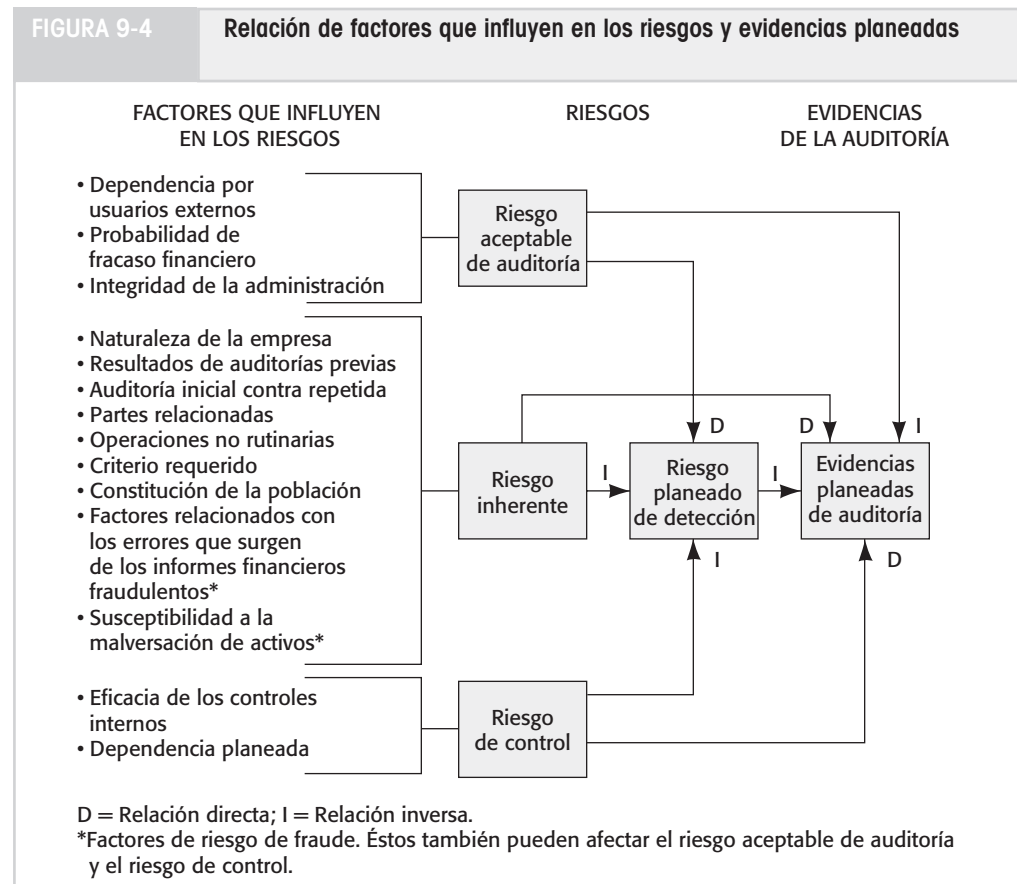 FIGURA 9-4
Relación de factores que influyen en los riesgos y evidencias planeadas
FACTORES QUE INFLUYEN
EN LOS RIESGOS
RIESGOS
EVIDENCIAS
DE LA AUDITORÍA
• Dependencia por
usuarios externos
• Probabilidad de
fracaso financiero
• Integridad de la administración
Riesgo
aceptable
de auditoría
• Naturaleza de la empresa
• Resultados de auditorías previas
• Auditoría inicial contra repetida
• Partes relacionadas
• Operaciones no rutinarias
• Criterio requerido
• Constitución de la población
• Factores relacionados con
los errores que surgen
de los informes financieros
fraudulentos*
• Susceptibilidad a la
malversación de activos*
Riesgo
inherente
I
D
Riesgo
planeado
de detección
I
I
D
I
Evidencias
planeadas
de auditoría
D
• Eficacia de los controles
internos
• Dependencia planeada
Riesgo
de control
D = Relación directa; I = Relación inversa.
*Factores de riesgo de fraude. Éstos también pueden afectar el riesgo aceptable de auditoría
y el riesgo de control.